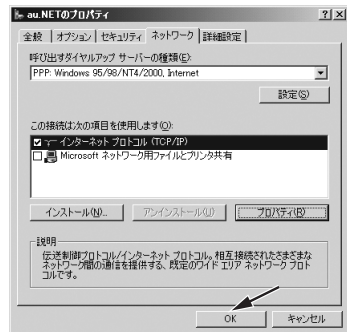 au.NETのプロパティ
全般 オプション セキュリティ ネットワーク 詳細設定
呼び出すダイヤルアップ サーバーの種類(E):
PPP: Windows 95/98/NT4/2000, Internet
設定(S)
この接続は次の項目を使用します(O):
インターネット プロトコル (TCP/IP)
Microsoft ネットワーク用ファイルとプリンタ共有
インストール(N)... アンインストール(U) プロパティ(R)
説明
伝送制御プロトコル/インターネット プロトコル。相互接続されたさまざまな
ネットワーク間の通信を提供する、既定のワイド エリア ネットワーク プロト
コルです。
OK キャンセル